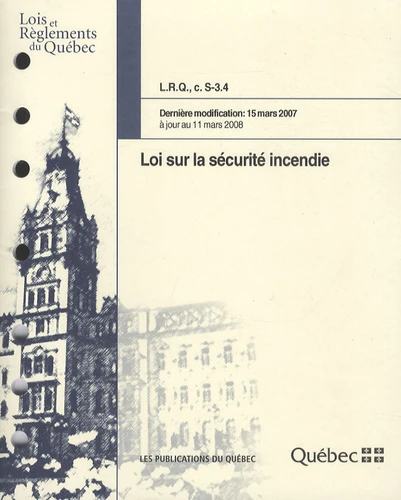 Lois et
Règlements
du Québec
L.R.Q., c. S-3.4
Dernière modification: 15 mars 2007
à jour au 11 mars 2008
Loi sur la sécurité incendie
LES PUBLICATIONS DU QUÉBEC
Québec